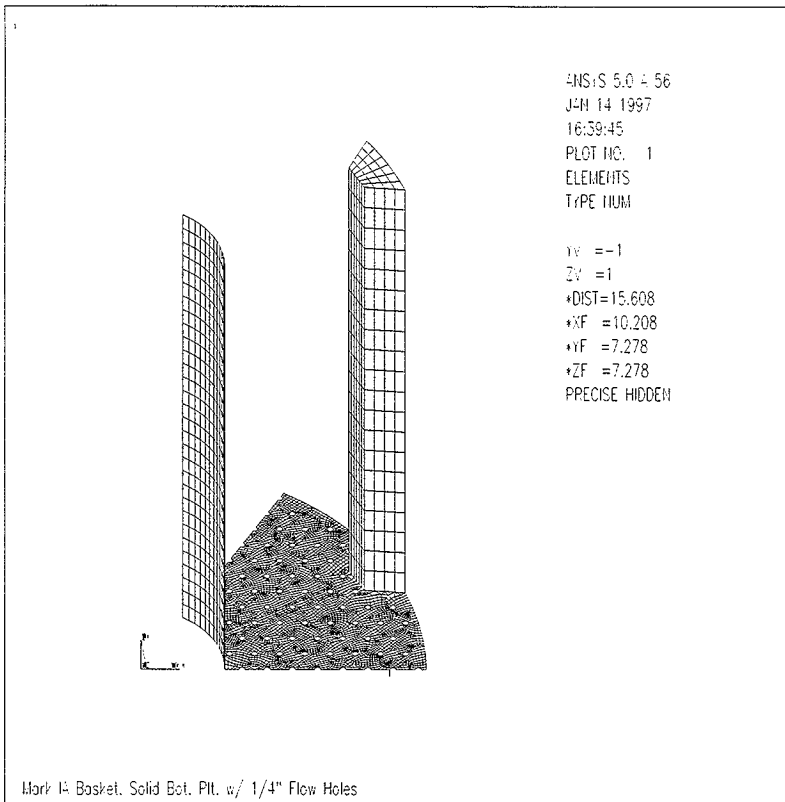 1
ANSYS 5.0 A 56
JAN 14 1997
16:39:45
PLOT NO. 1
ELEMENTS
TYPE NUM
YV =-1
ZV =1
*DIST=15.608
*XF =10.208
*YF =7.278
*ZF =7.278
PRECISE HIDDEN
Mark IA Basket, Solid Bot. Plt. w/ 1/4" Flow Holes